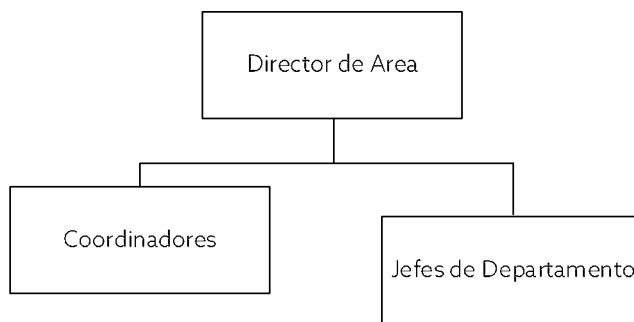 Director de Area
Coordinadores
Jefes de Departamento